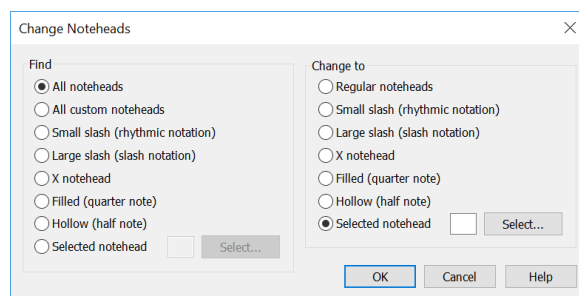 Change Noteheads
Find
All noteheads
All custom noteheads
Small slash (rhythmic notation)
Large slash (slash notation)
X notehead
Filled (quarter note)
Hollow (half note)
Selected notehead
Select...
Change to
Regular noteheads
Small slash (rhythmic notation)
Large slash (slash notation)
X notehead
Filled (quarter note)
Hollow (half note)
Selected notehead
Select...
OK
Cancel
Help